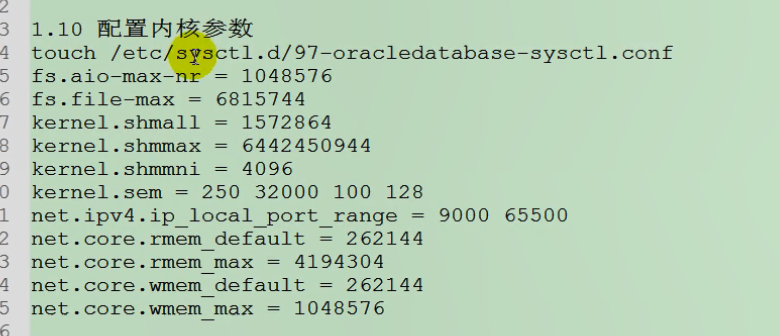 2
3 1.10 配置内核参数
4 touch /etc/sysctl.d/97-oracledatabase-sysctl.conf
5 fs.aio-max-nr = 1048576
6 fs.file-max = 6815744
7 kernel.shmall = 1572864
8 kernel.shmmax = 6442450944
9 kernel.shmmni = 4096
0 kernel.sem = 250 32000 100 128
1 net.ipv4.ip_local_port_range = 9000 65500
2 net.core.rmem_default = 262144
3 net.core.rmem_max = 4194304
4 net.core.wmem_default = 262144
5 net.core.wmem_max = 1048576
6